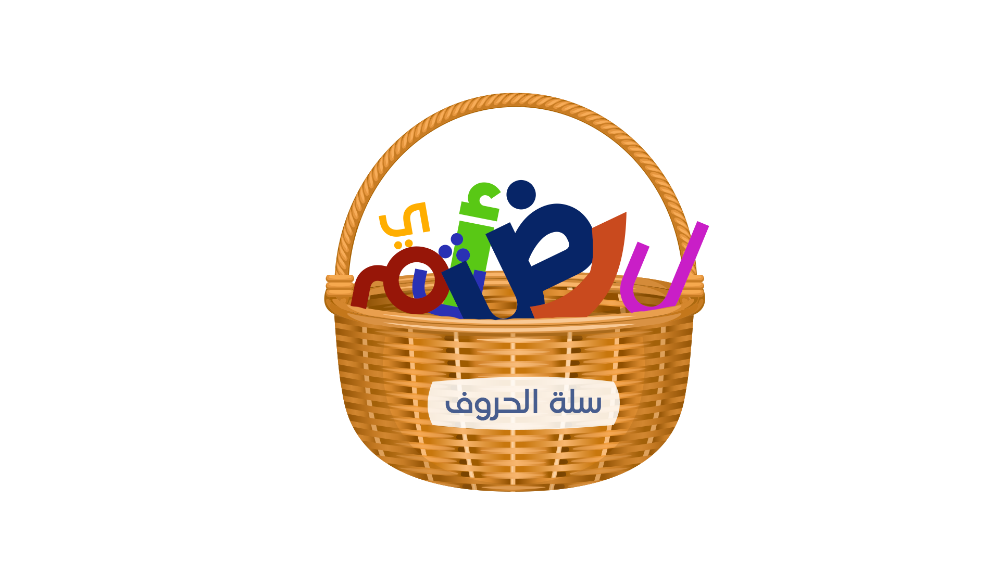 ل ر ض أ ث م ي
سلة الحروف